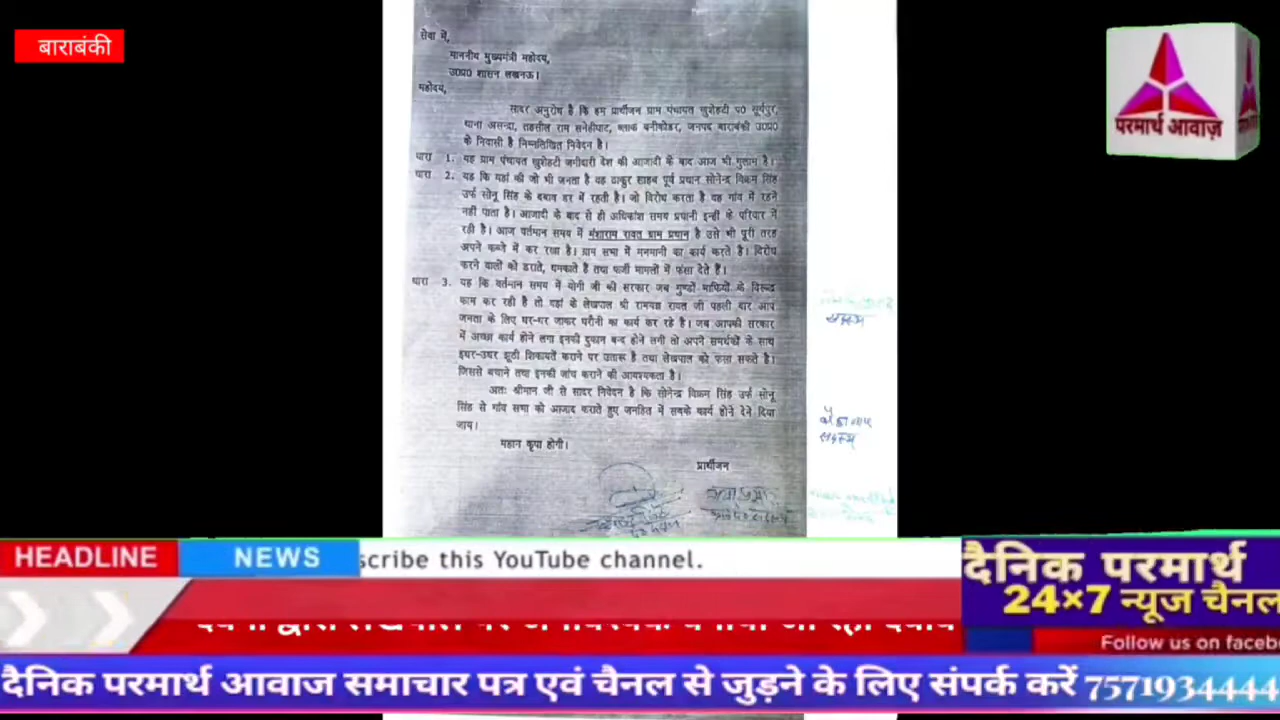 बाराबंकी
परमार्थ आवाज़
सेवा में,
माननीय मुख्यमंत्री महोदय,
उ0प्र0 शासन लखनऊ।
महोदय,
सादर अनुरोध है कि हम प्रार्थीजन ग्राम पंचायत खुशेहटी प0 सूर्यपुर,
थाना असन्द्रा, तहसील राम सनेहीघाट, ब्लाक बनीकोडर, जनपद बाराबंकी उ0प्र0
के निवासी है निम्नलिखित निवेदन है।
धारा 1. यह ग्राम पंचायत खुशेहटी जमींदारी देश की आजादी के बाद आज भी गुलाम है।
धारा 2. यह कि यहां की जो भी जनता है वह ठाकुर साहब पूर्व प्रधान सोनेन्द्र विक्रम सिंह
उर्फ सोनू सिंह के दबाव डर में रहती है। जो विरोध करता है वह गांव में रहने
नहीं पाता है। आजादी के बाद से ही अधिकांश समय प्रधानी इन्हीं के परिवार में
रही है। आज वर्तमान समय में मंशाराम रावत ग्राम प्रधान है उसे भी पूरी तरह
अपने कब्जे में कर रखा है। ग्राम सभा में मनमानी का कार्य करते है। विरोध
करने वालों को डराते, धमकाते है तथा फर्जी मामलों में फंसा देते हैं।
धारा 3. यह कि वर्तमान समय में योगी जी की सरकार जब गुण्डों माफियों के विरूद्ध
काम कर रही है तो यहां के लेखपाल श्री रामयज्ञ रावत जी पहली बार आप
जनता के लिए घर-घर जाकर घरौनी का कार्य कर रहे है। जब आपकी सरकार
में अच्छा कार्य होने लगा इनकी दुकान बन्द होने लगी तो अपने समर्थकों के साथ
इधर-उधर झूठी शिकायतें कराने पर उतारू है तथा लेखपाल को फंसा सकते है।
जिससे बचाने तथा इनकी जांच कराने की आवश्यकता है।
अतः श्रीमान जी से सादर निवेदन है कि सोनेन्द्र विक्रम सिंह उर्फ सोनू
सिंह से गांव सभा को आजाद कराते हुए जनहित में सबके कार्य होने देने दिया
जाय।
महान कृपा होगी।
प्रार्थीजन
सदस्य
सदस्य
HEADLINE NEWS scribe this YouTube channel.
दैनिक परमार्थ
24×7 न्यूज चैनल
Follow us on facebo
दैनिक परमार्थ आवाज समाचार पत्र एवं चैनल से जुड़ने के लिए संपर्क करें 7571934444